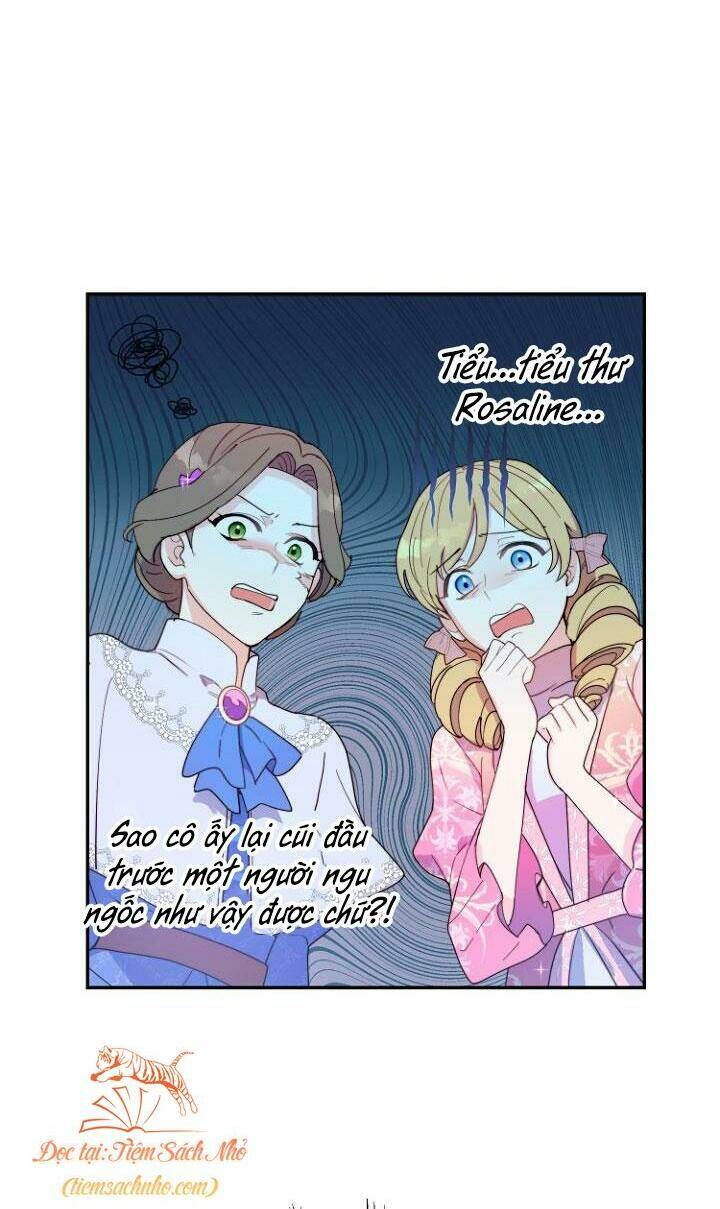 Tiểu...tiểu thư
Rosaline...
Sao cô ấy lại cúi đầu
trước một người ngu
ngốc như vậy được chứ?!
Đọc tại: Tiệm Sách Nhỏ
(tiemsachnho.com)